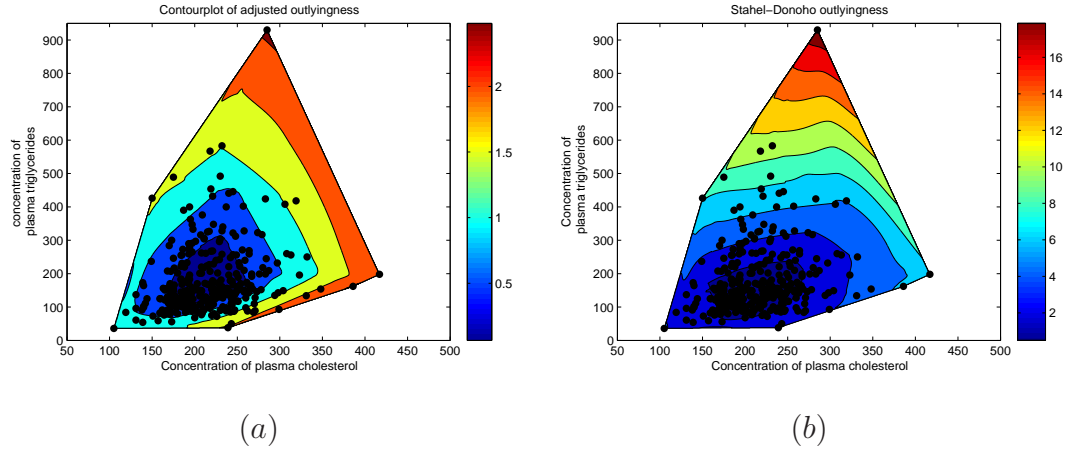 Contourplot of adjusted outlyingness
concentration of
plasma triglycerides
900
800
700
600
500
400
300
200
100
0
50 100 150 200 250 300 350 400 450 500
Concentration of plasma cholesterol
2
1.5
1
0.5
(a)
Stahel−Donoho outlyingness
Concentration of
plasma triglycerides
900
800
700
600
500
400
300
200
100
0
50 100 150 200 250 300 350 400 450 500
Concentration of plasma cholesterol
16
14
12
10
8
6
4
2
(b)